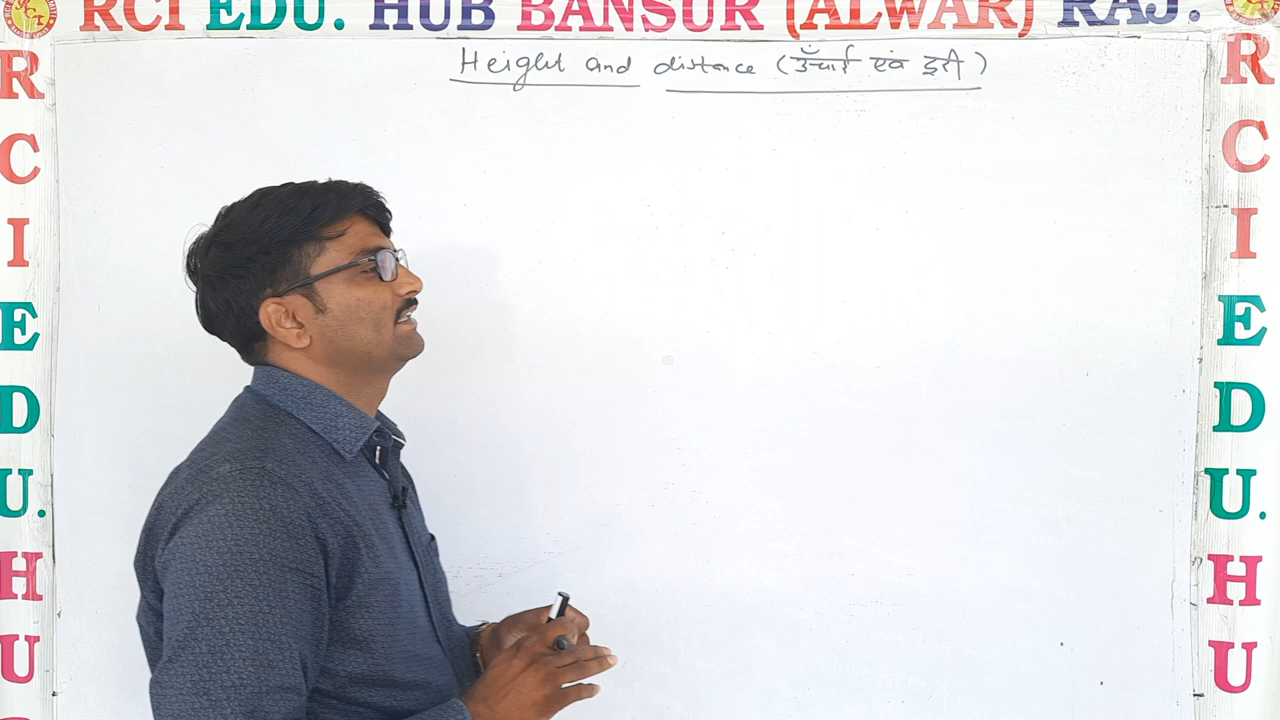 RCI EDU. HUB BANSUR (ALWAR) RAJ.
Height and distance (ऊँचाई एवं दूरी)
R
C
I
E
D
U.
H
U
R
C
I
E
D
U.
H
U